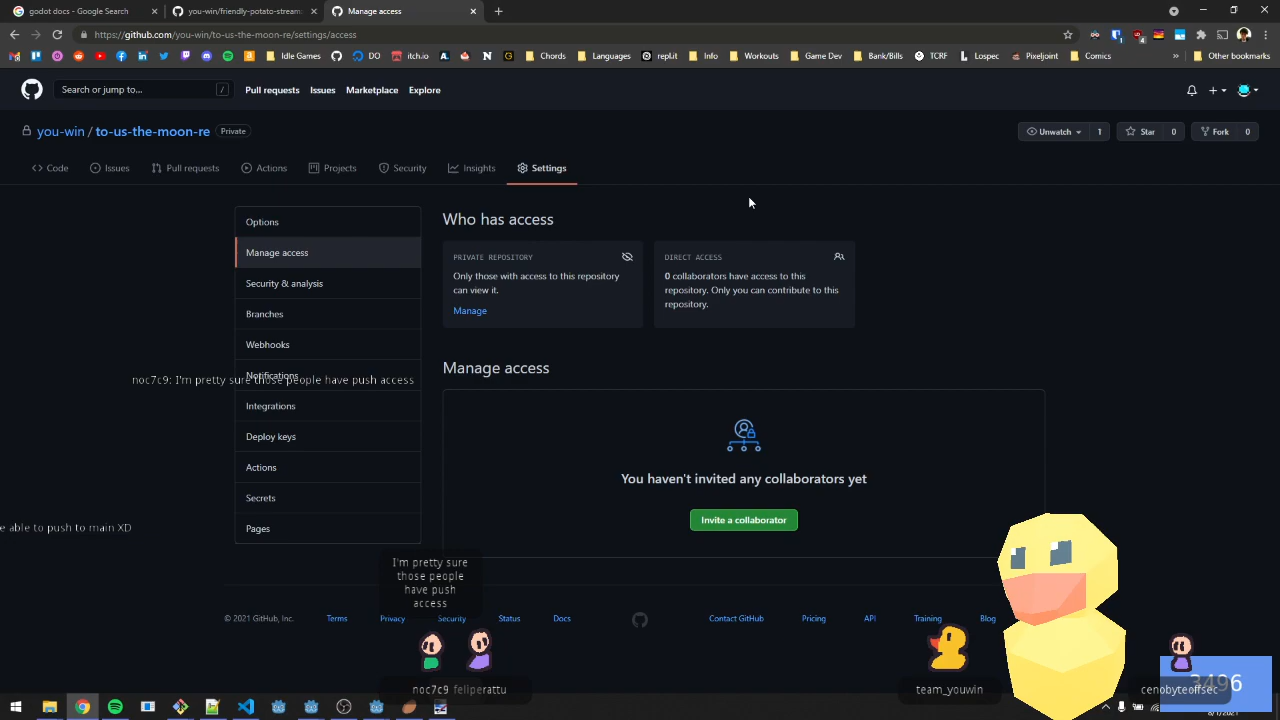 godot docs - Google Search
you-win/friendly-potato-stream
Manage access
https://github.com/you-win/to-us-the-moon-re/settings/access
Idle Games
DO
itch.io
Chords
Languages
repl.it
Info
Workouts
Game Dev
Bank/Bills
TCRF
Lospec
Pixeljoint
Comics
Other bookmarks
Search or jump to...
/
Pull requests
Issues
Marketplace
Explore
you-win / to-us-the-moon-re
Private
Unwatch
1
Star
0
Fork
0
Code
Issues
Pull requests
Actions
Projects
Security
Insights
Settings
Options
Manage access
Security & analysis
Branches
Webhooks
Notifications
Integrations
Deploy keys
Actions
Secrets
Pages
Who has access
PRIVATE REPOSITORY
Only those with access to this repository
can view it.
Manage
DIRECT ACCESS
0 collaborators have access to this
repository. Only you can contribute to this
repository.
Manage access
You haven't invited any collaborators yet
Invite a collaborator
noc7c9: I'm pretty sure those people have push access
e able to push to main XD
I'm pretty sure
those people
have push
access
© 2021 GitHub, Inc.
Terms
Privacy
Security
Status
Docs
Contact GitHub
Pricing
API
Training
Blog
noc7c9
feliperattu
team_youwin
cenobyteoffsec
3496